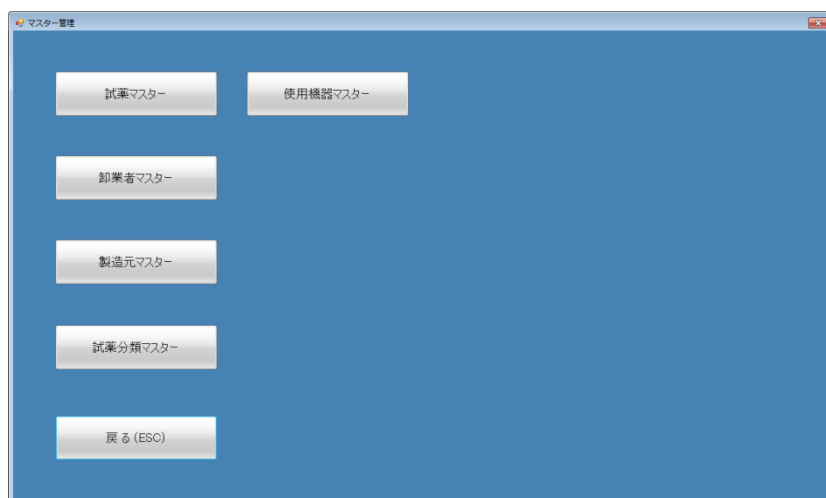 マスター管理
試薬マスター
使用機器マスター
卸業者マスター
製造元マスター
試薬分類マスター
戻る(ESC)